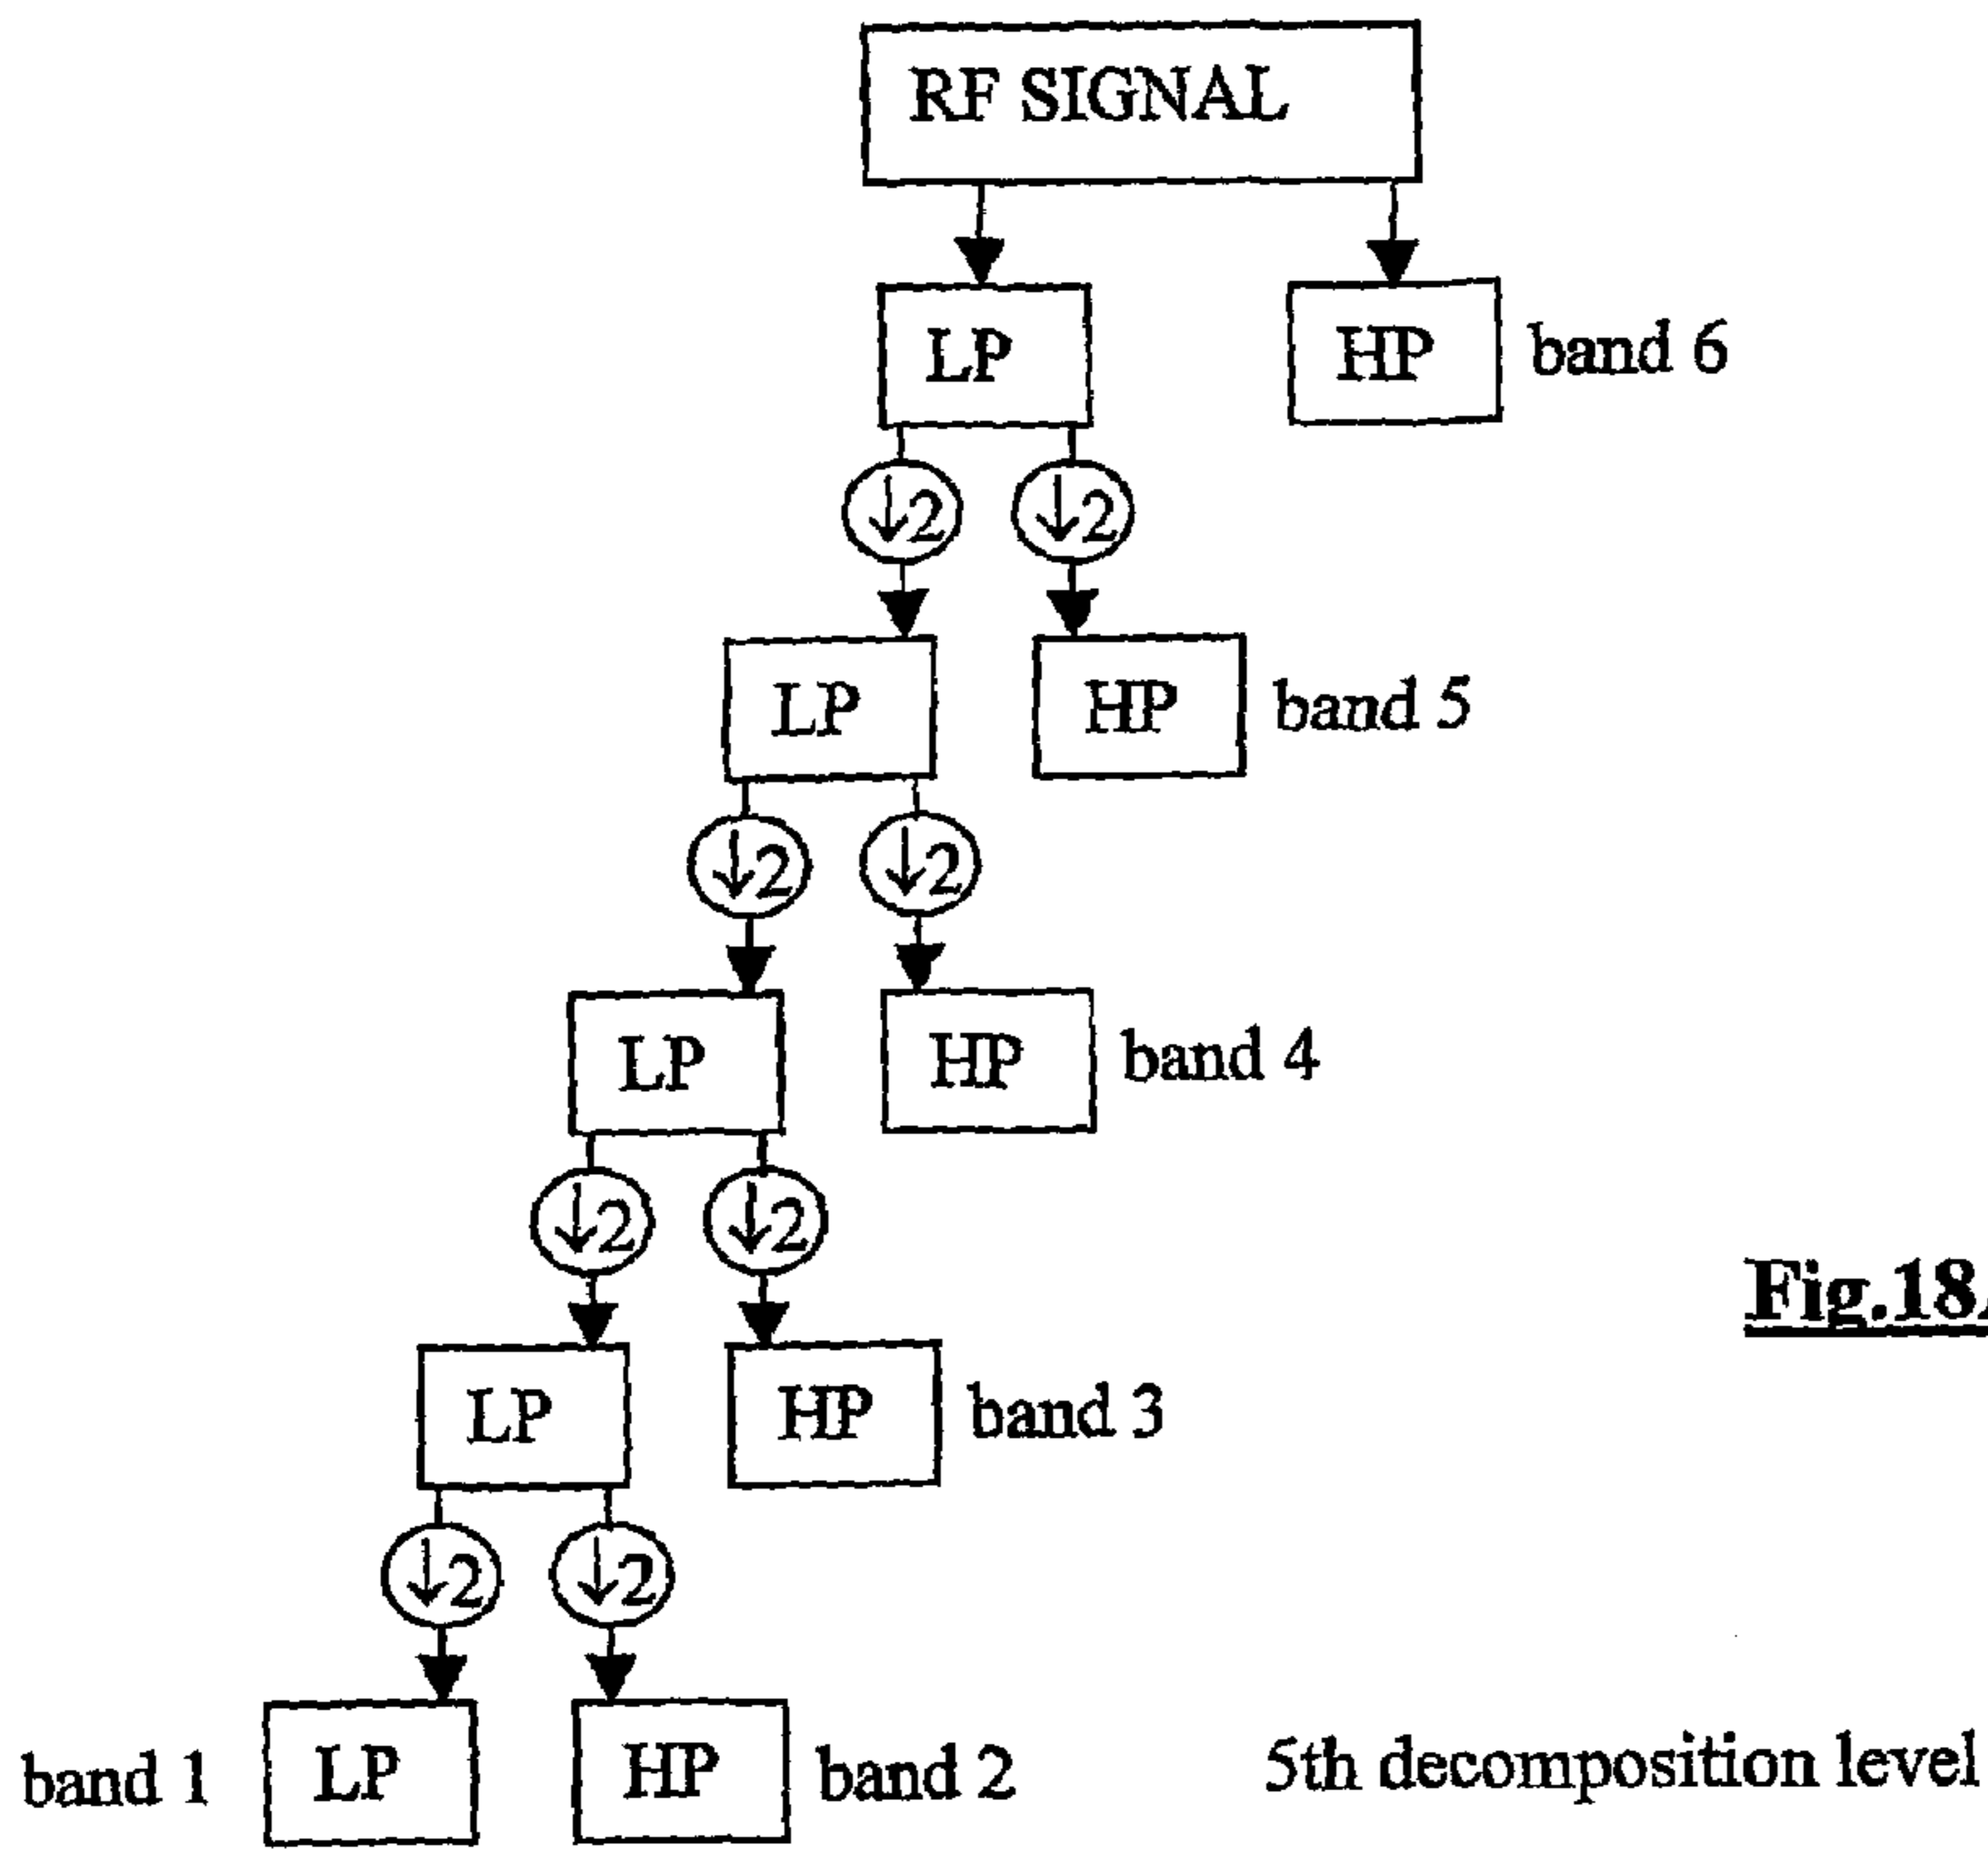 RF SIGNAL
LP HP band 6
↓2 ↓2
LP HP band 5
↓2 ↓2
LP HP band 4
↓2 ↓2
Fig.18
LP HP band 3
↓2 ↓2
band 1 LP HP band 2 5th decomposition level